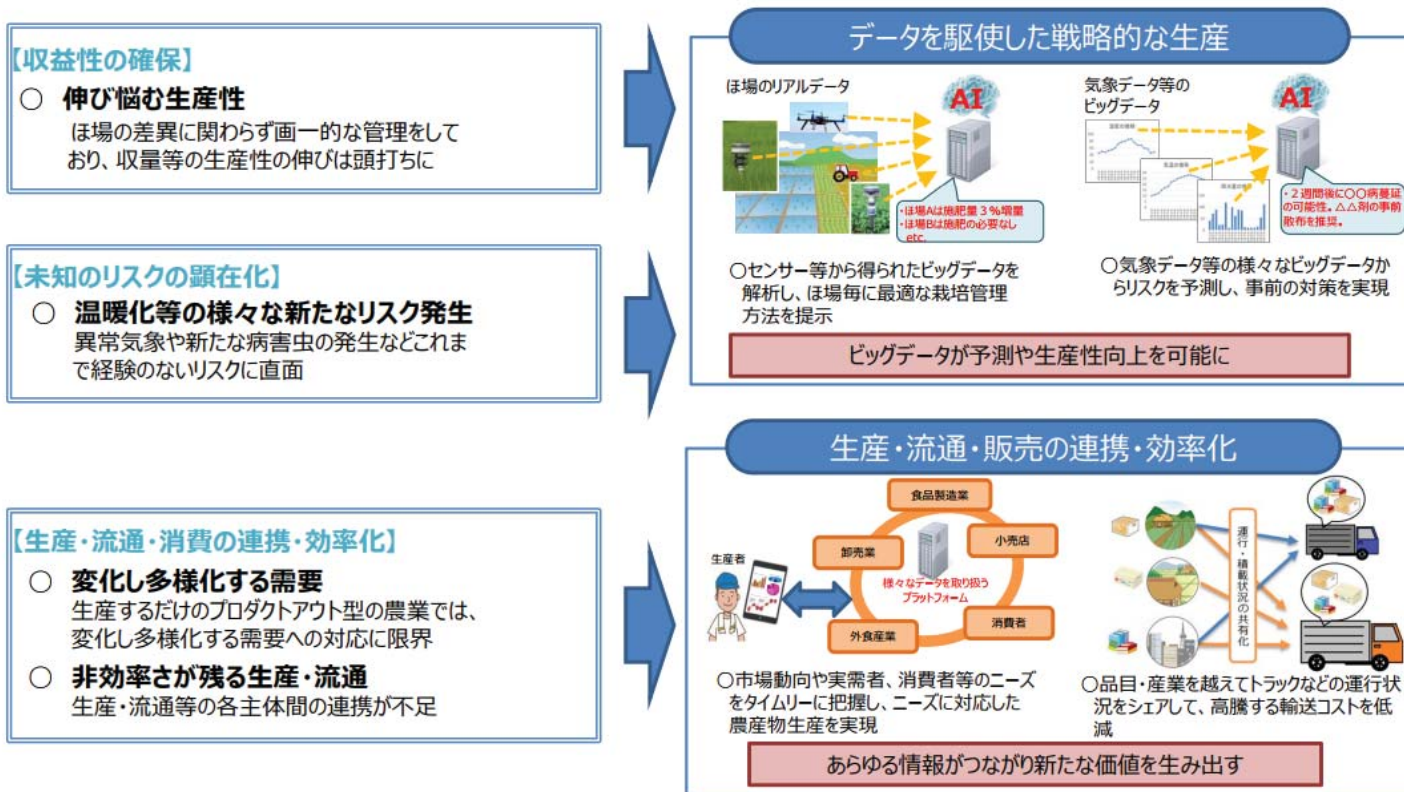 【収益性の確保】
○ 伸び悩む生産性
ほ場の差異に関わらず画一的な管理をして
おり、収量等の生産性の伸びは頭打ちに
【未知のリスクの顕在化】
○ 温暖化等の様々な新たなリスク発生
異常気象や新たな病害虫の発生などこれま
で経験のないリスクに直面
【生産・流通・消費の連携・効率化】
○ 変化し多様化する需要
生産するだけのプロダクトアウト型の農業では、
変化し多様化する需要への対応に限界
○ 非効率さが残る生産・流通
生産・流通等の各主体間の連携が不足
データを駆使した戦略的な生産
ほ場のリアルデータ
AI
・ほ場Aは施肥量3%増量
・ほ場Bは施肥の必要なし
etc.
○センサー等から得られたビッグデータを
解析し、ほ場毎に最適な栽培管理
方法を提示
気象データ等の
ビッグデータ
AI
・2週間後に〇〇病蔓延
の可能性。△△剤の事前
散布を推奨。
○気象データ等の様々なビッグデータか
らリスクを予測し、事前の対策を実現
ビッグデータが予測や生産性向上を可能に
生産・流通・販売の連携・効率化
生産者
食品製造業
卸売業
小売店
様々なデータを取り扱う
プラットフォーム
外食産業
消費者
○市場動向や実需者、消費者等のニーズ
をタイムリーに把握し、ニーズに対応した
農産物生産を実現
運行・積載状況の共有化
○品目・産業を越えてトラックなどの運行状
況をシェアして、高騰する輸送コストを低
減
あらゆる情報がつながり新たな価値を生み出す